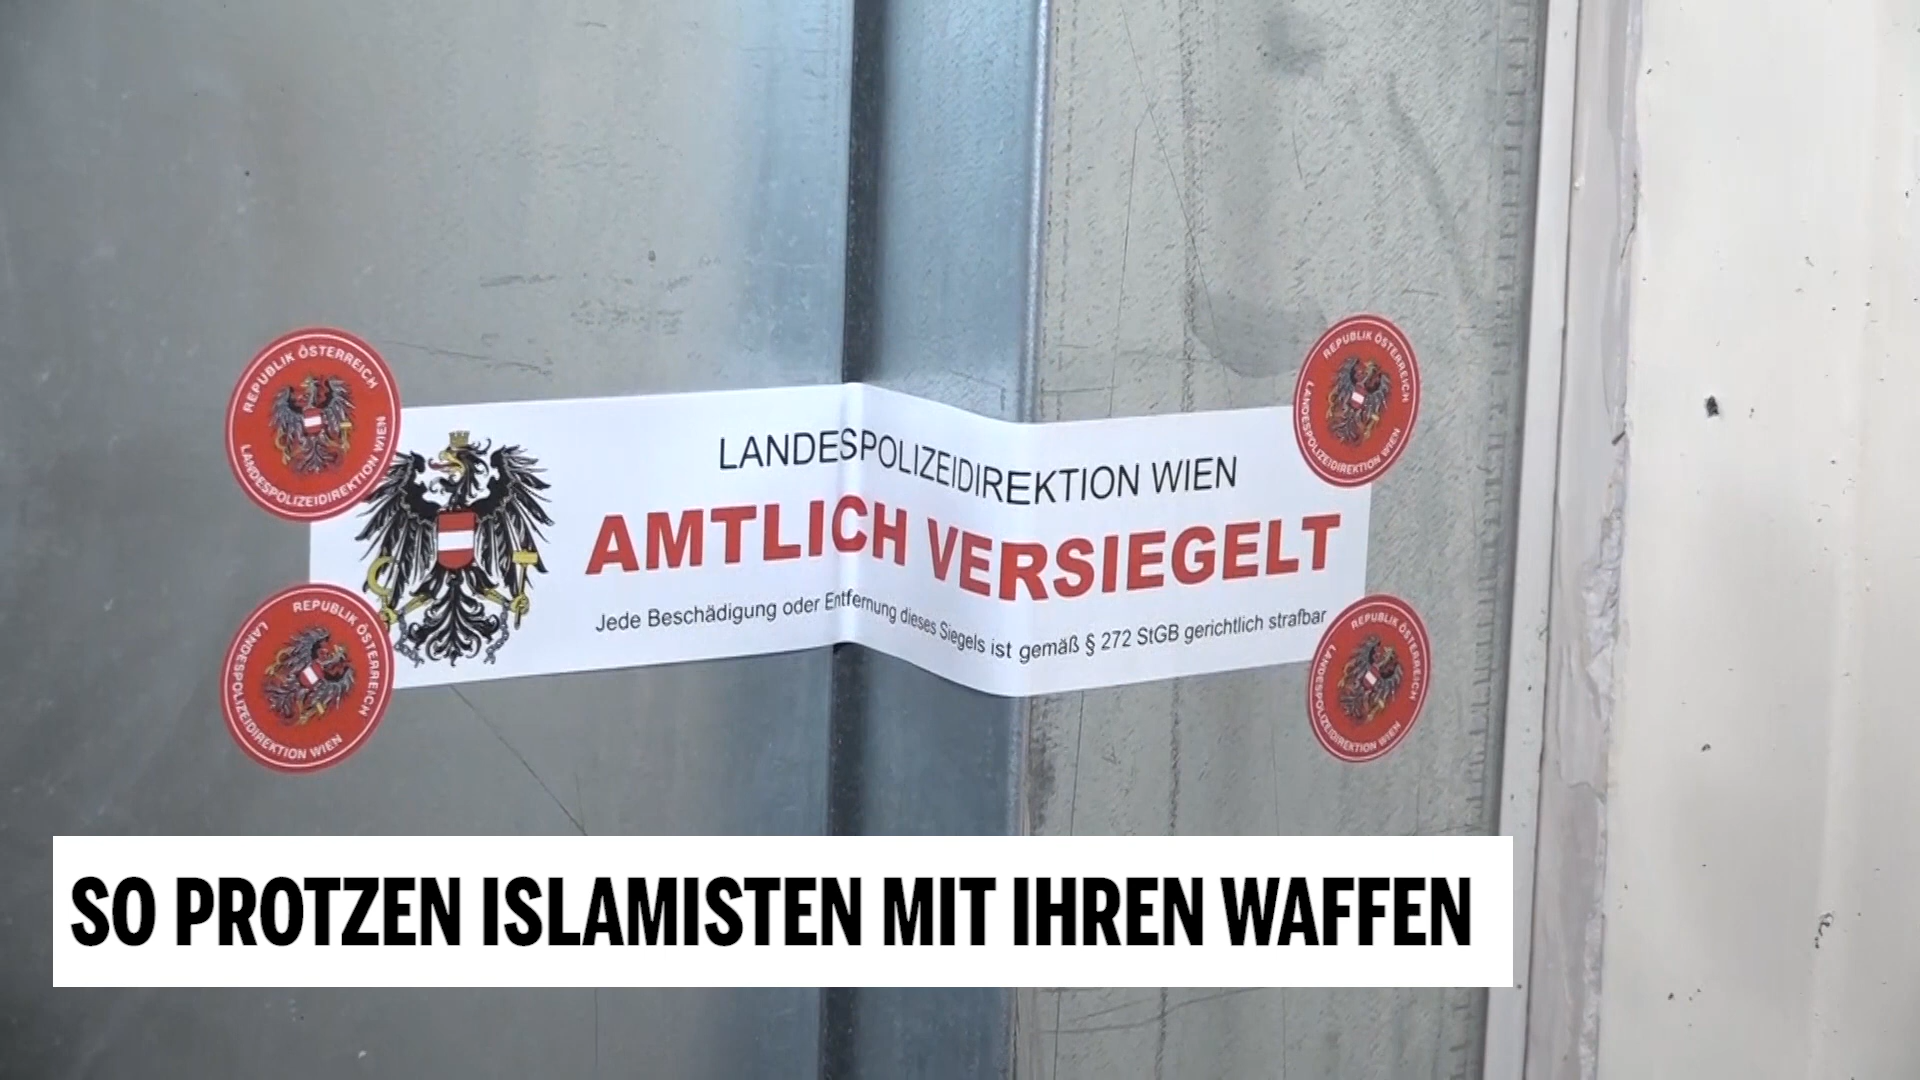 REPUBLIK ÖSTERREICH
LANDESPOLIZEIDIREKTION WIEN
REPUBLIK ÖSTERREICH
LANDESPOLIZEIDIREKTION WIEN
LANDESPOLIZEIDIREKTION WIEN
AMTLICH VERSIEGELT
Jede Beschädigung oder Entfernung dieses Siegels ist gemäß § 272 StGB gerichtlich strafbar
REPUBLIK ÖSTERREICH
LANDESPOLIZEIDIREKTION WIEN
REPUBLIK ÖSTERREICH
LANDESPOLIZEIDIREKTION WIEN
SO PROTZEN ISLAMISTEN MIT IHREN WAFFEN